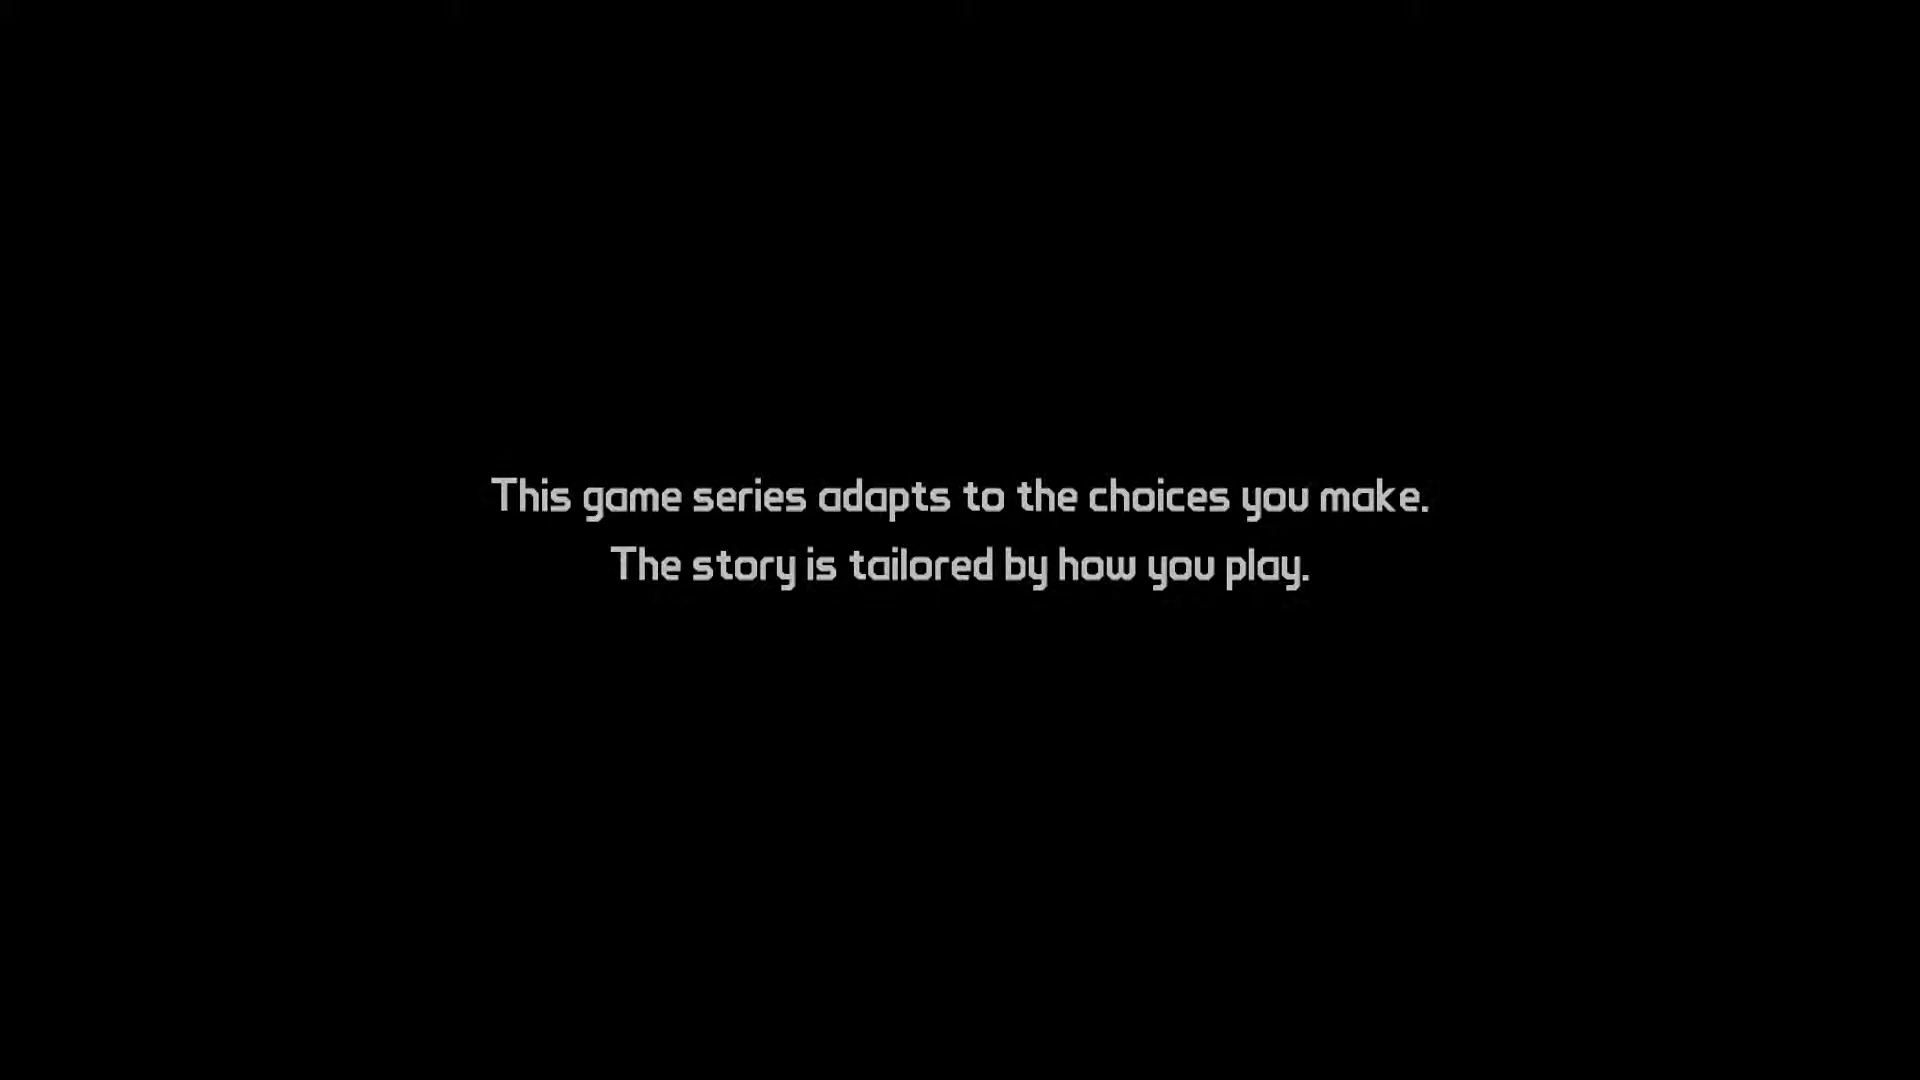 This game series adapts to the choices you make.
The story is tailored by how you play.